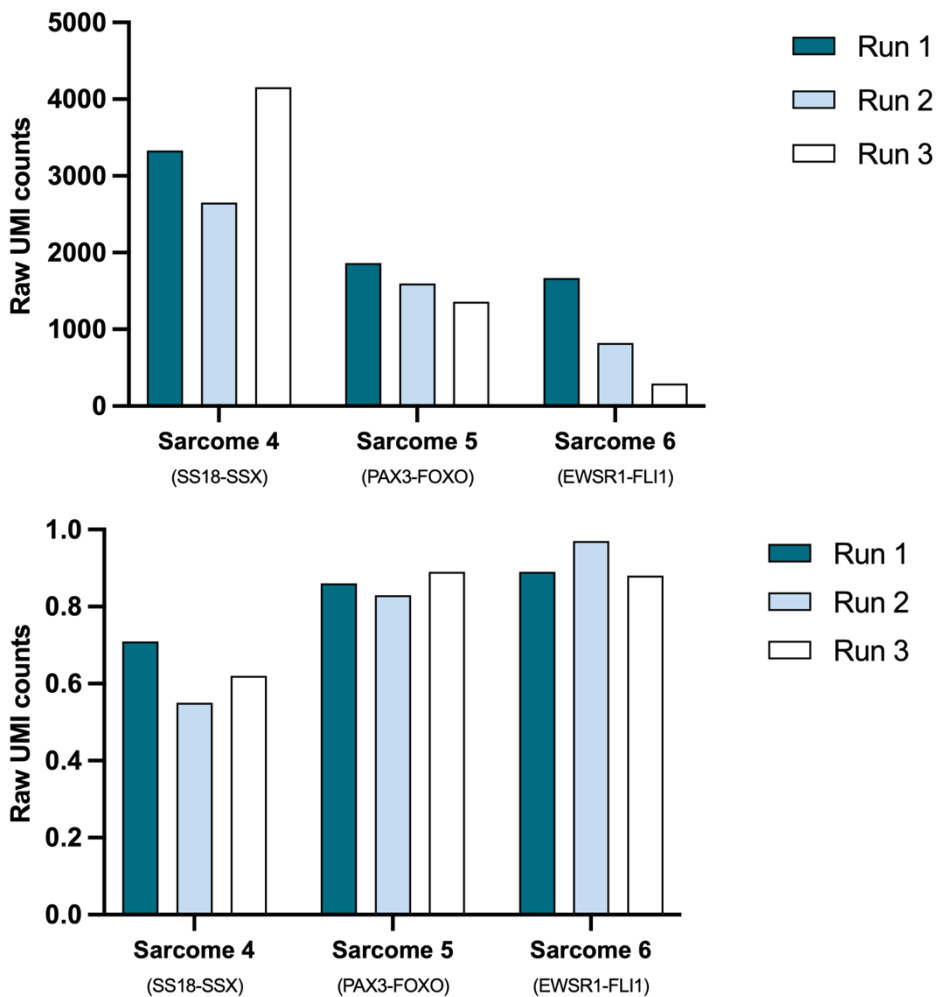 5000
4000
3000
2000
1000
0
Raw UMI counts
Run 1
Run 2
Run 3
Sarcome 4 Sarcome 5 Sarcome 6
(SS18-SSX) (PAX3-FOXO) (EWSR1-FLI1)
1.0
0.8
0.6
0.4
0.2
0.0
Raw UMI counts
Run 1
Run 2
Run 3
Sarcome 4 Sarcome 5 Sarcome 6
(SS18-SSX) (PAX3-FOXO) (EWSR1-FLI1)